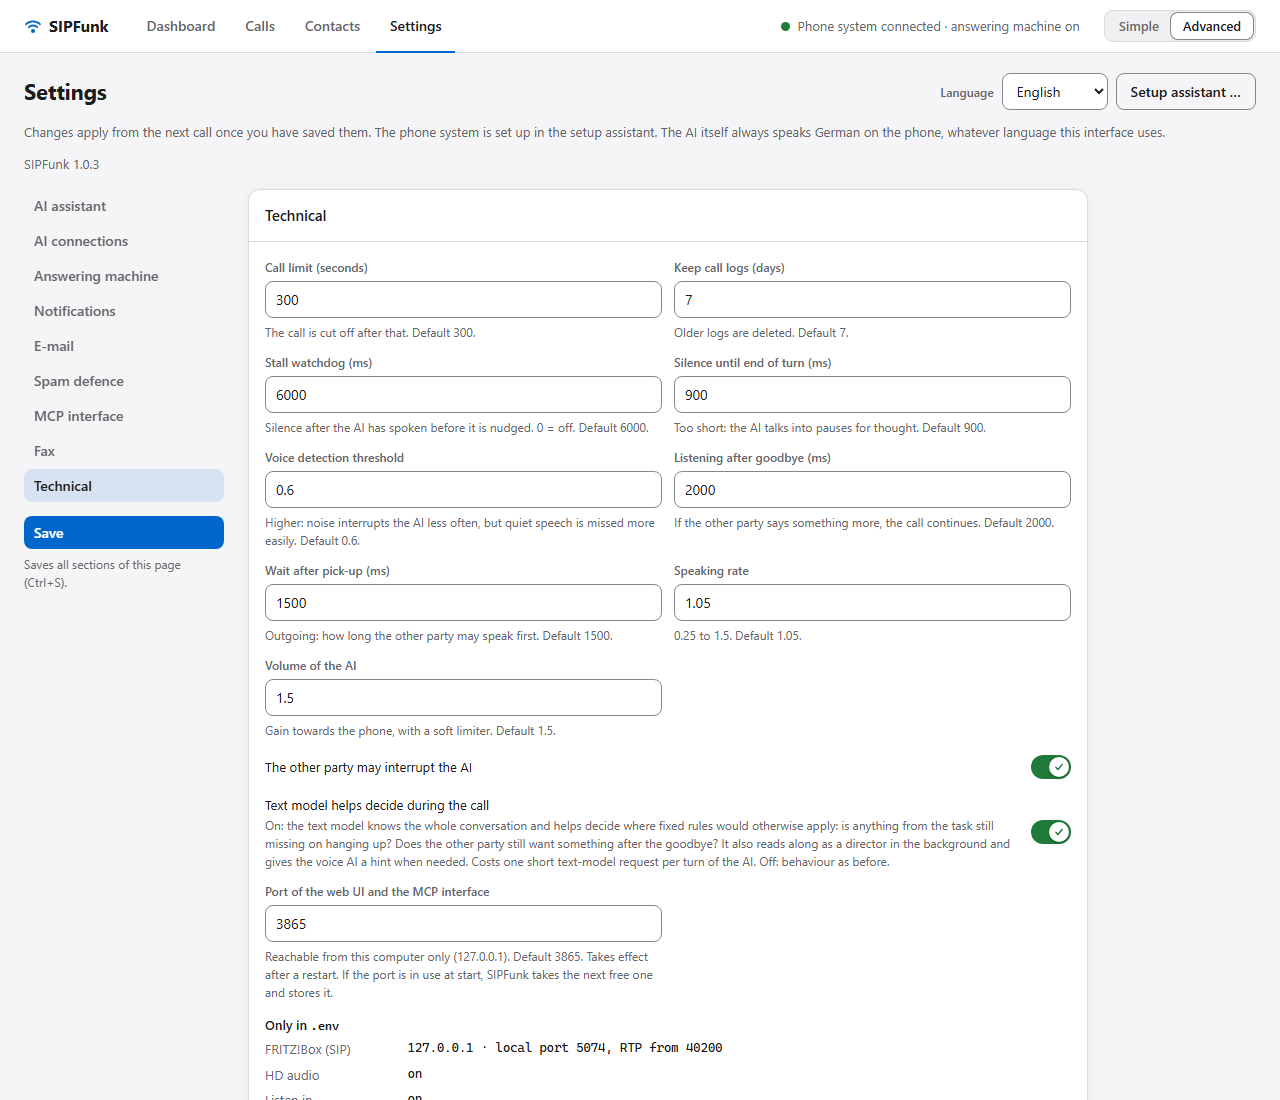 SIPFunk
Dashboard
Calls
Contacts
Settings
Phone system connected · answering machine on
Simple
Advanced
Settings
Language
English
Setup assistant ...
Changes apply from the next call once you have saved them. The phone system is set up in the setup assistant. The AI itself always speaks German on the phone, whatever language this interface uses.
SIPFunk 1.0.3
AI assistant
AI connections
Answering machine
Notifications
E-mail
Spam defence
MCP interface
Fax
Technical
Save
Saves all sections of this page
(Ctrl+S).
Technical
Call limit (seconds)
300
The call is cut off after that. Default 300.
Keep call logs (days)
7
Older logs are deleted. Default 7.
Stall watchdog (ms)
6000
Silence after the AI has spoken before it is nudged. 0 = off. Default 6000.
Silence until end of turn (ms)
900
Too short: the AI talks into pauses for thought. Default 900.
Voice detection threshold
0.6
Higher: noise interrupts the AI less often, but quiet speech is missed more
easily. Default 0.6.
Listening after goodbye (ms)
2000
If the other party says something more, the call continues. Default 2000.
Wait after pick-up (ms)
1500
Outgoing: how long the other party may speak first. Default 1500.
Speaking rate
1.05
0.25 to 1.5. Default 1.05.
Volume of the AI
1.5
Gain towards the phone, with a soft limiter. Default 1.5.
The other party may interrupt the AI
Text model helps decide during the call
On: the text model knows the whole conversation and helps decide where fixed rules would otherwise apply: is anything from the task still
missing on hanging up? Does the other party still want something after the goodbye? It also reads along as a director in the background and
gives the voice AI a hint when needed. Costs one short text-model request per turn of the AI. Off: behaviour as before.
Port of the web UI and the MCP interface
3865
Reachable from this computer only (127.0.0.1). Default 3865. Takes effect
after a restart. If the port is in use at start, SIPFunk takes the next free one
and stores it.
Only in .env
FRITZ!Box (SIP)
127.0.0.1 · local port 5074, RTP from 40200
HD audio
on
Listen in
on